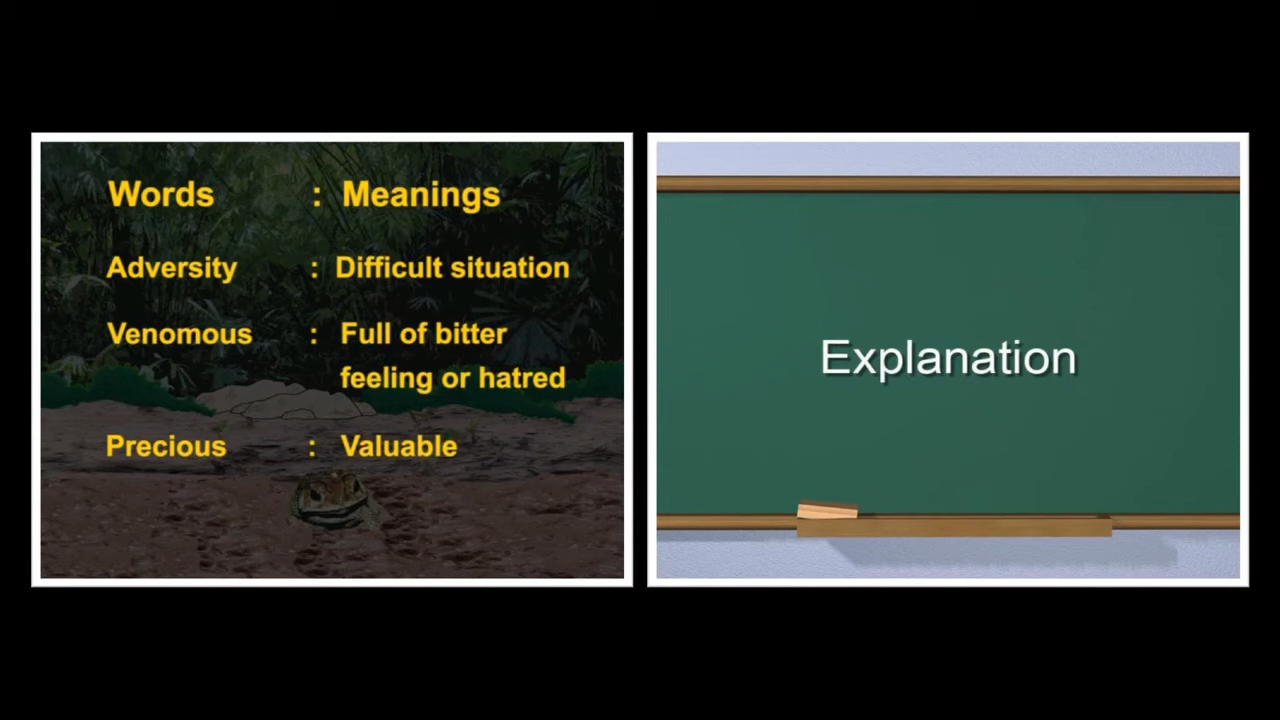 Words : Meanings
Adversity : Difficult situation
Venomous : Full of bitter
feeling or hatred
Precious : Valuable
Explanation